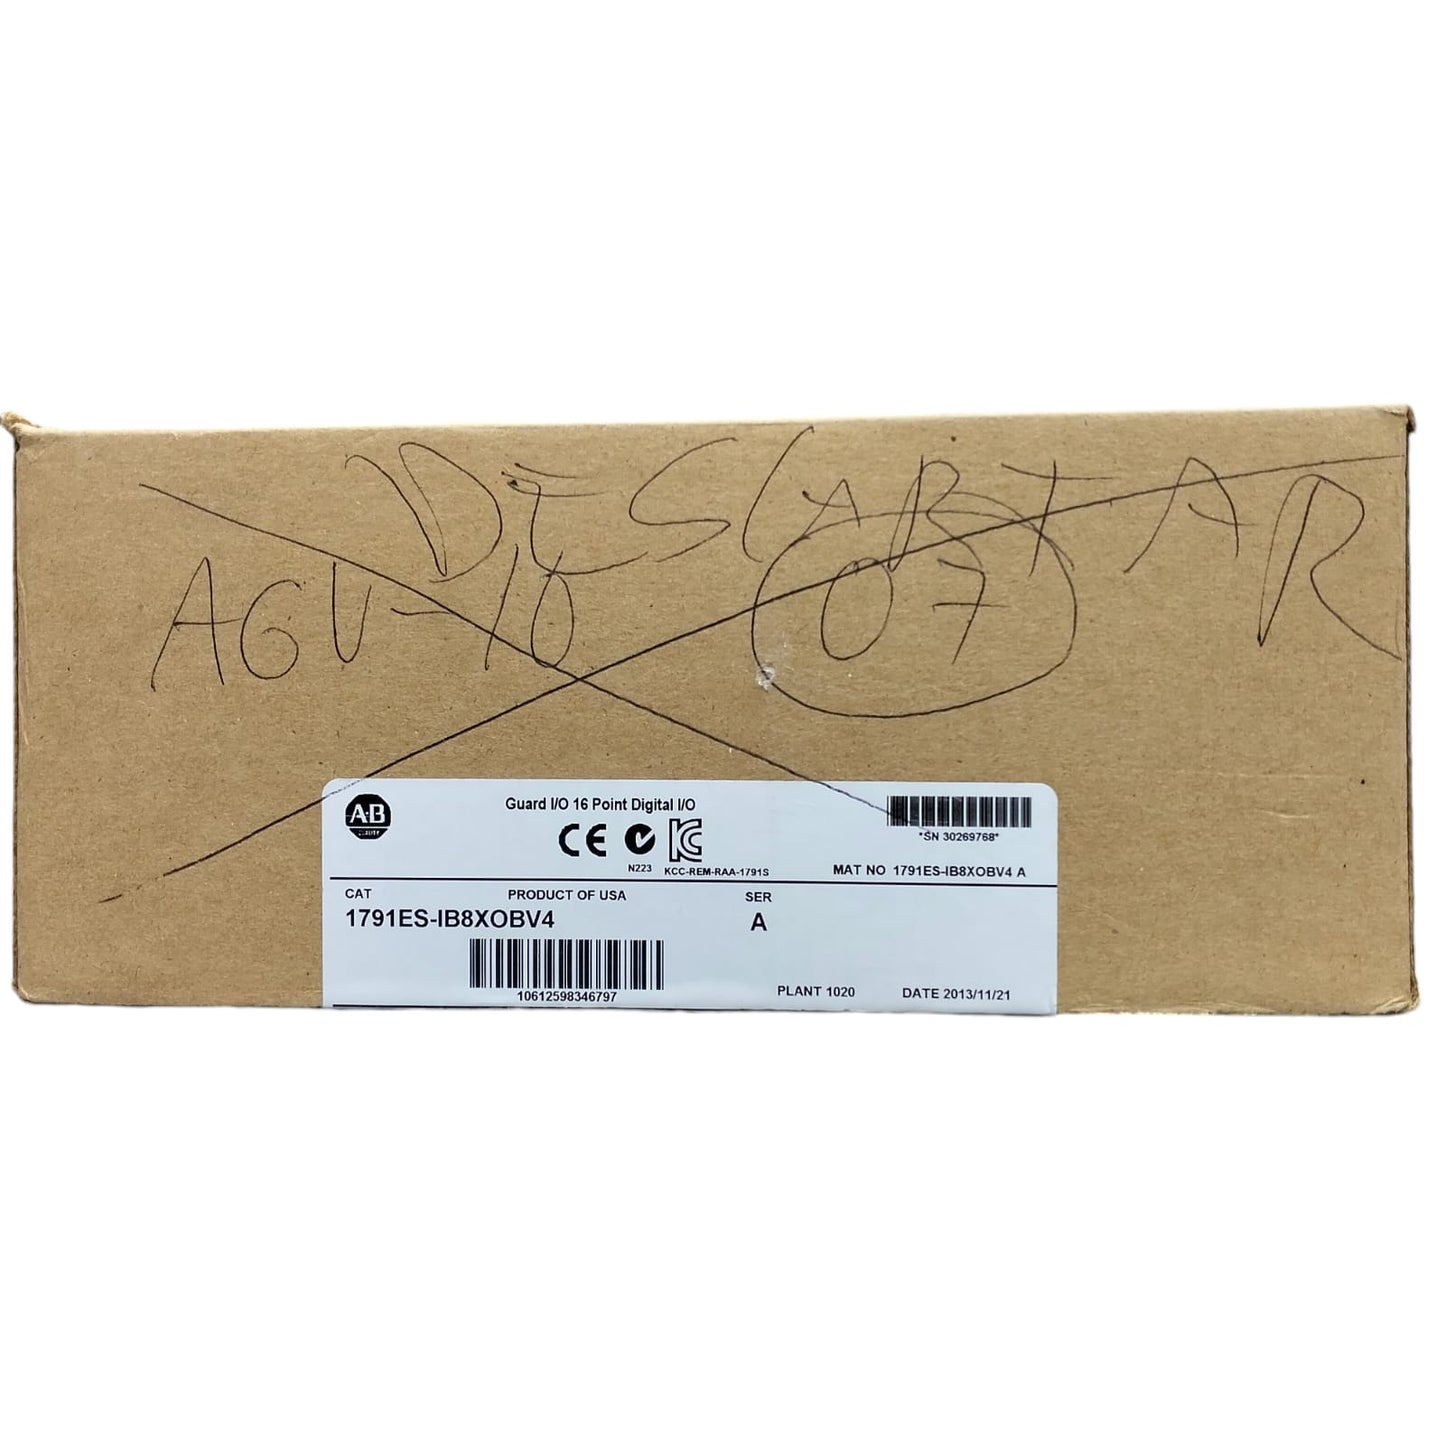 DESCARTAR
AGV-10 07
A-B
QUALITY
Guard I/O 16 Point Digital I/O
CE
N223
KCC-REM-RAA-1791S
*SN 30269768*
MAT NO 1791ES-IB8XOBV4 A
CAT PRODUCT OF USA SER
1791ES-IB8XOBV4 A
10612598346797
PLANT 1020 DATE 2013/11/21